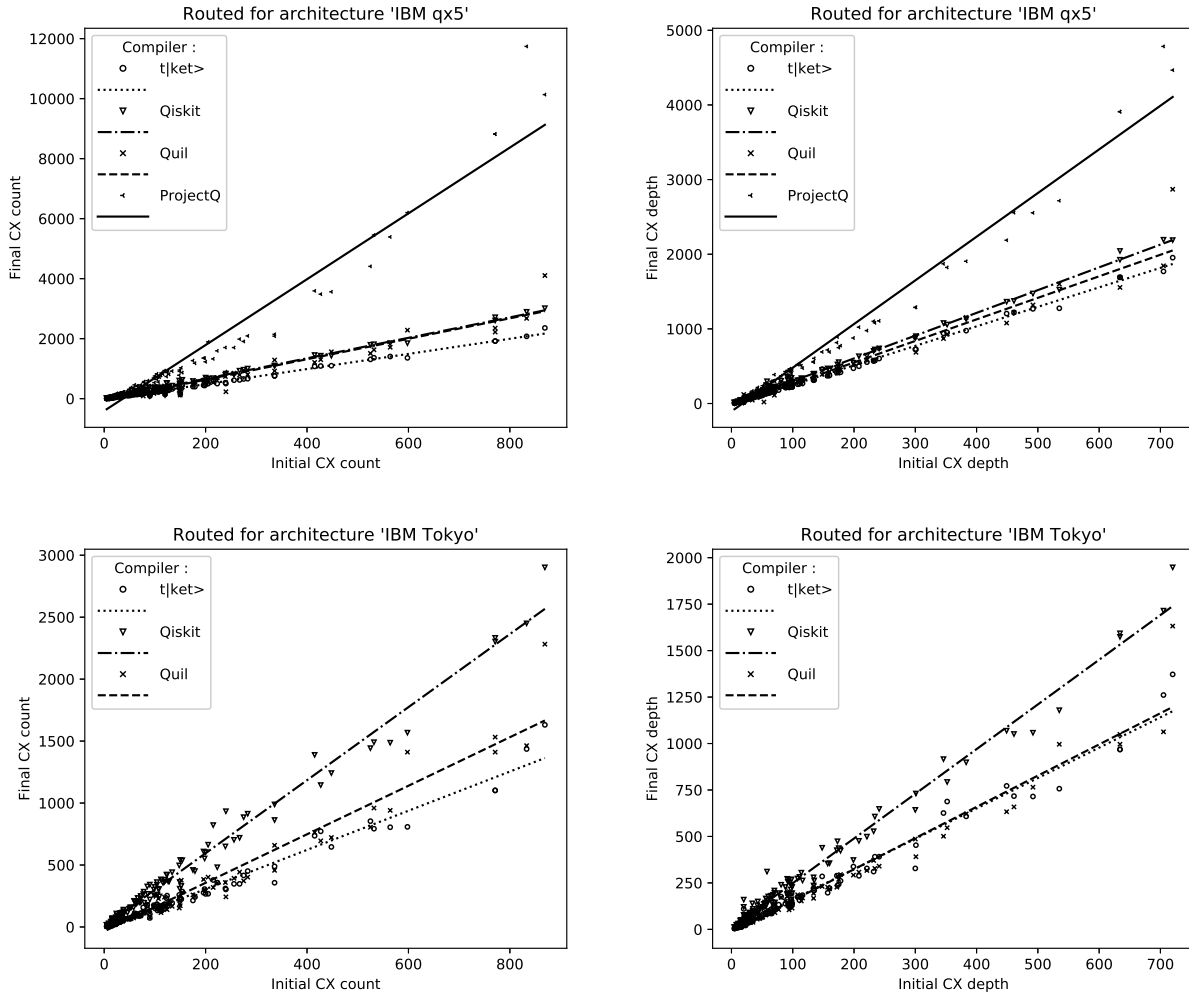 Routed for architecture 'IBM qx5'
Compiler :
t|ket>
Qiskit
Quil
ProjectQ
12000
10000
8000
6000
4000
2000
0
Final CX count
0
200
400
600
800
Initial CX count
Routed for architecture 'IBM qx5'
Compiler :
t|ket>
Qiskit
Quil
ProjectQ
5000
4000
3000
2000
1000
0
Final CX depth
0
100
200
300
400
500
600
700
Initial CX depth
Routed for architecture 'IBM Tokyo'
Compiler :
t|ket>
Qiskit
Quil
3000
2500
2000
1500
1000
500
0
Final CX count
0
200
400
600
800
Initial CX count
Routed for architecture 'IBM Tokyo'
Compiler :
t|ket>
Qiskit
Quil
2000
1750
1500
1250
1000
750
500
250
0
Final CX depth
0
100
200
300
400
500
600
700
Initial CX depth